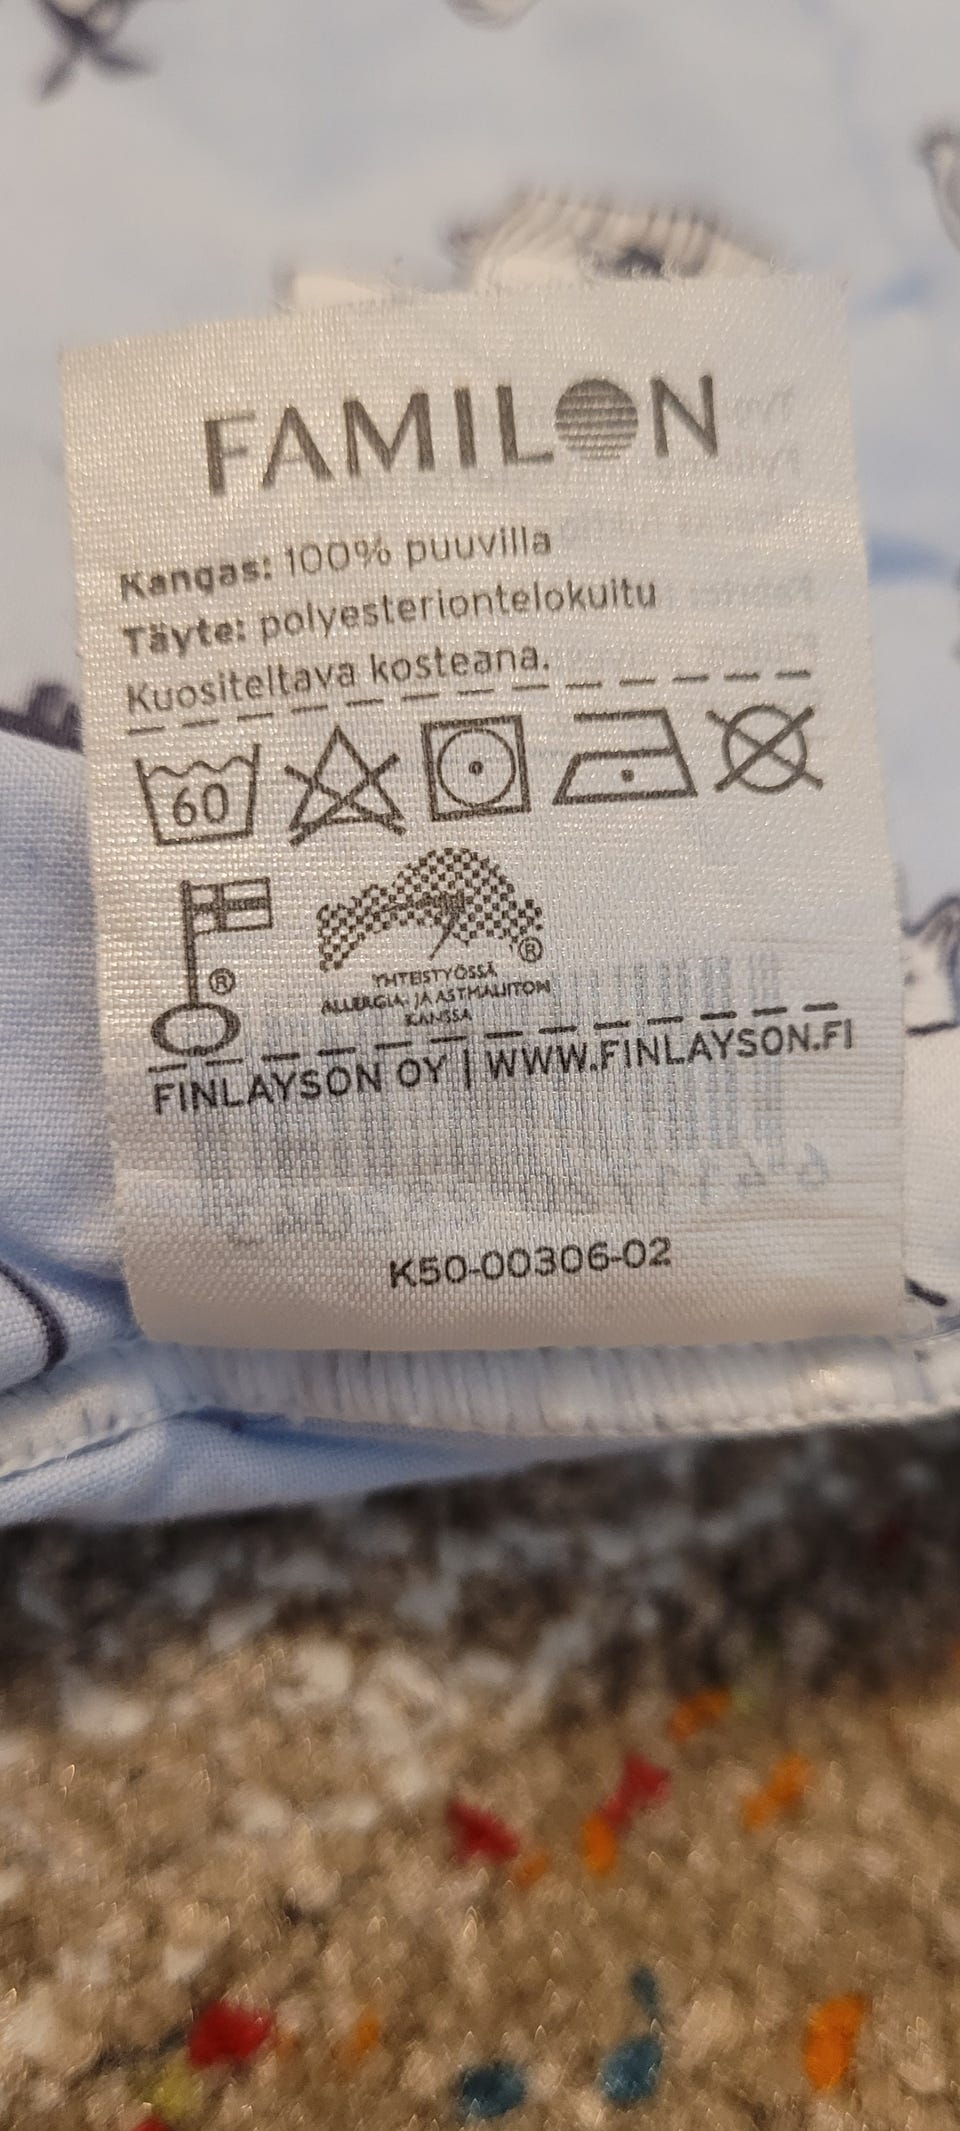 FAMILON
Kangas: 100% puuvilla
Täyte: polyesteriontelokuitu
Kuositeltava kosteana.
60
®
®
YHTEISTYÖSSÄ
ALLERGIA- JA ASTMALIITON
KANSSA
FINLAYSON OY | WWW.FINLAYSON.FI
K50-00306-02